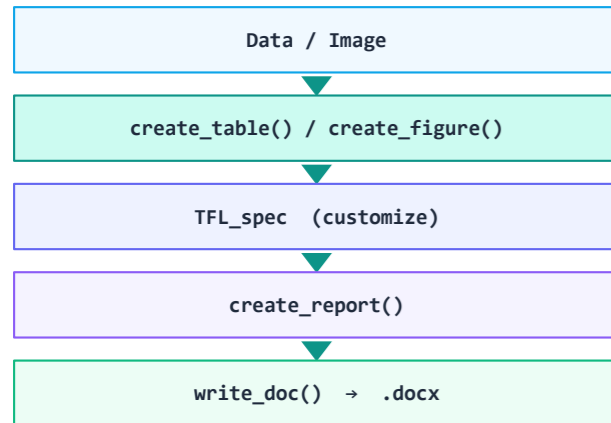 Data / Image
create_table() / create_figure()
TFL_spec (customize)
create_report()
write_doc() → .docx